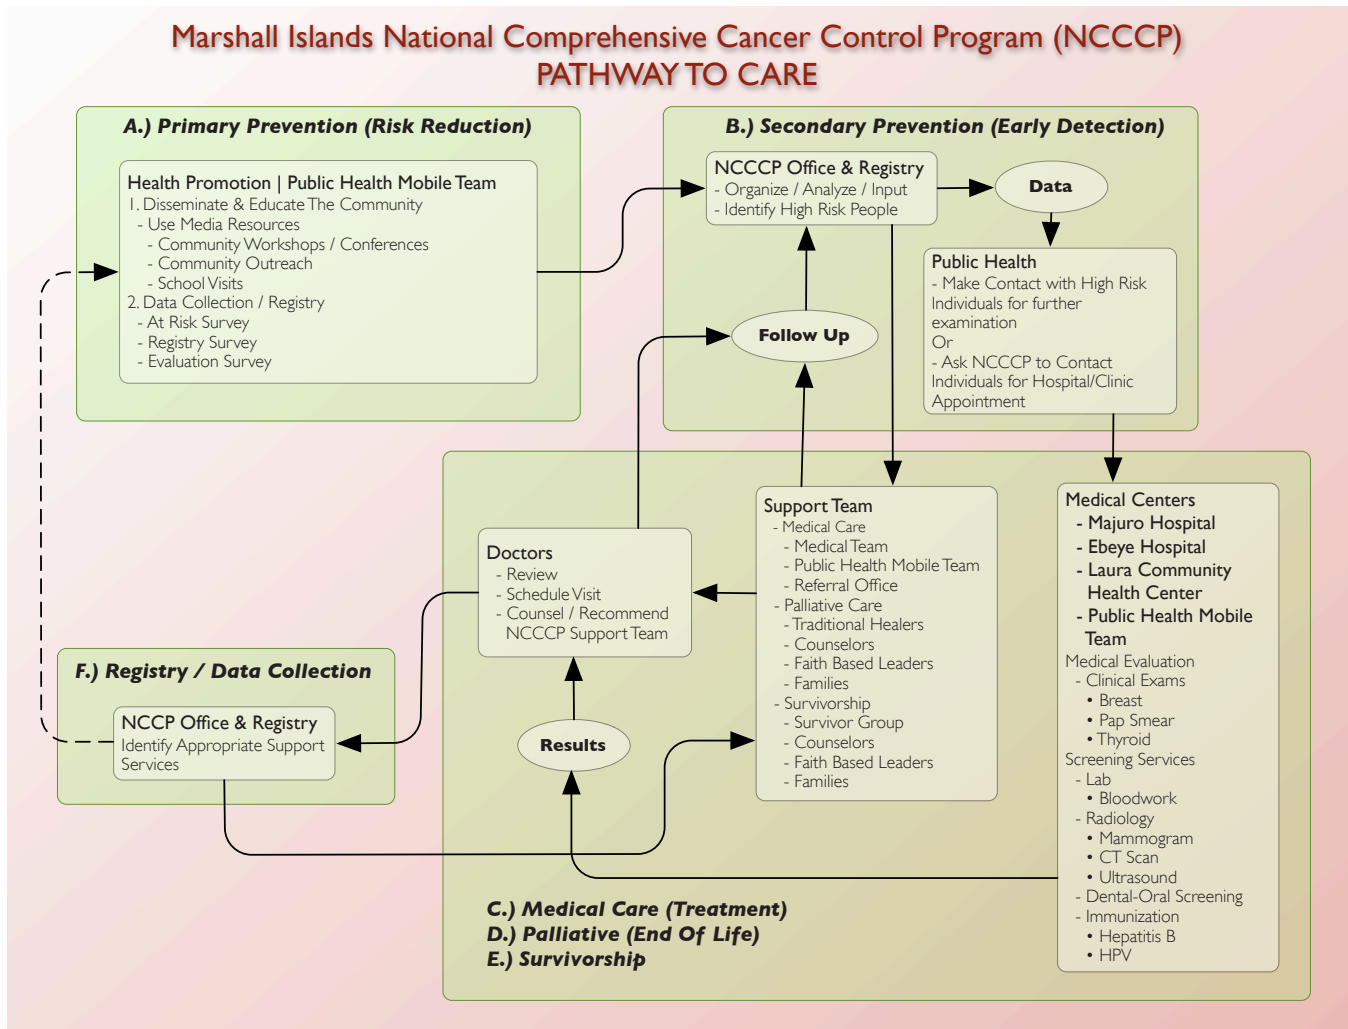 Marshall Islands National Comprehensive Cancer Control Program (NCCCP)
PATHWAY TO CARE
A.) Primary Prevention (Risk Reduction)
Health Promotion | Public Health Mobile Team
1. Disseminate & Educate The Community
- Use Media Resources
- Community Workshops / Conferences
- Community Outreach
- School Visits
2. Data Collection / Registry
- At Risk Survey
- Registry Survey
- Evaluation Survey
B.) Secondary Prevention (Early Detection)
NCCCP Office & Registry
- Organize / Analyze / Input
- Identify High Risk People
Data
Public Health
- Make Contact with High Risk
Individuals for further
examination
Or
- Ask NCCCP to Contact
Individuals for Hospital/Clinic
Appointment
Follow Up
Support Team
- Medical Care
- Medical Team
- Public Health Mobile Team
- Referral Office
- Palliative Care
- Traditional Healers
- Counselors
- Faith Based Leaders
- Families
- Survivorship
- Survivor Group
- Counselors
- Faith Based Leaders
- Families
Medical Centers
- Majuro Hospital
- Ebeye Hospital
- Laura Community
Health Center
- Public Health Mobile
Team
Medical Evaluation
- Clinical Exams
• Breast
• Pap Smear
• Thyroid
Screening Services
- Lab
• Bloodwork
- Radiology
• Mammogram
• CT Scan
• Ultrasound
- Dental-Oral Screening
- Immunization
• Hepatitis B
• HPV
Doctors
- Review
- Schedule Visit
- Counsel / Recommend
NCCCP Support Team
Results
F.) Registry / Data Collection
NCCP Office & Registry
Identify Appropriate Support
Services
C.) Medical Care (Treatment)
D.) Palliative (End Of Life)
E.) Survivorship